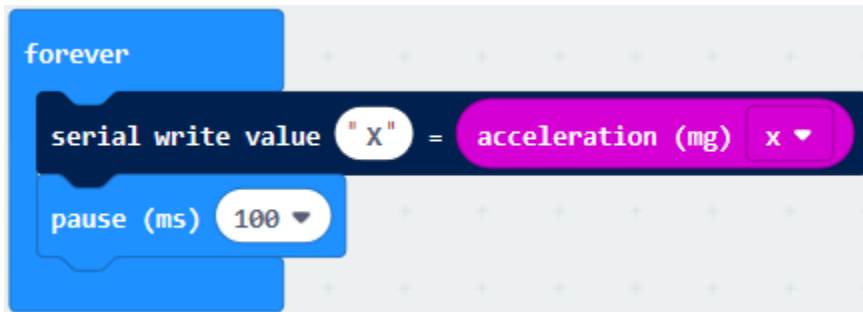 forever
serial write value "X" = acceleration (mg) x
pause (ms) 100